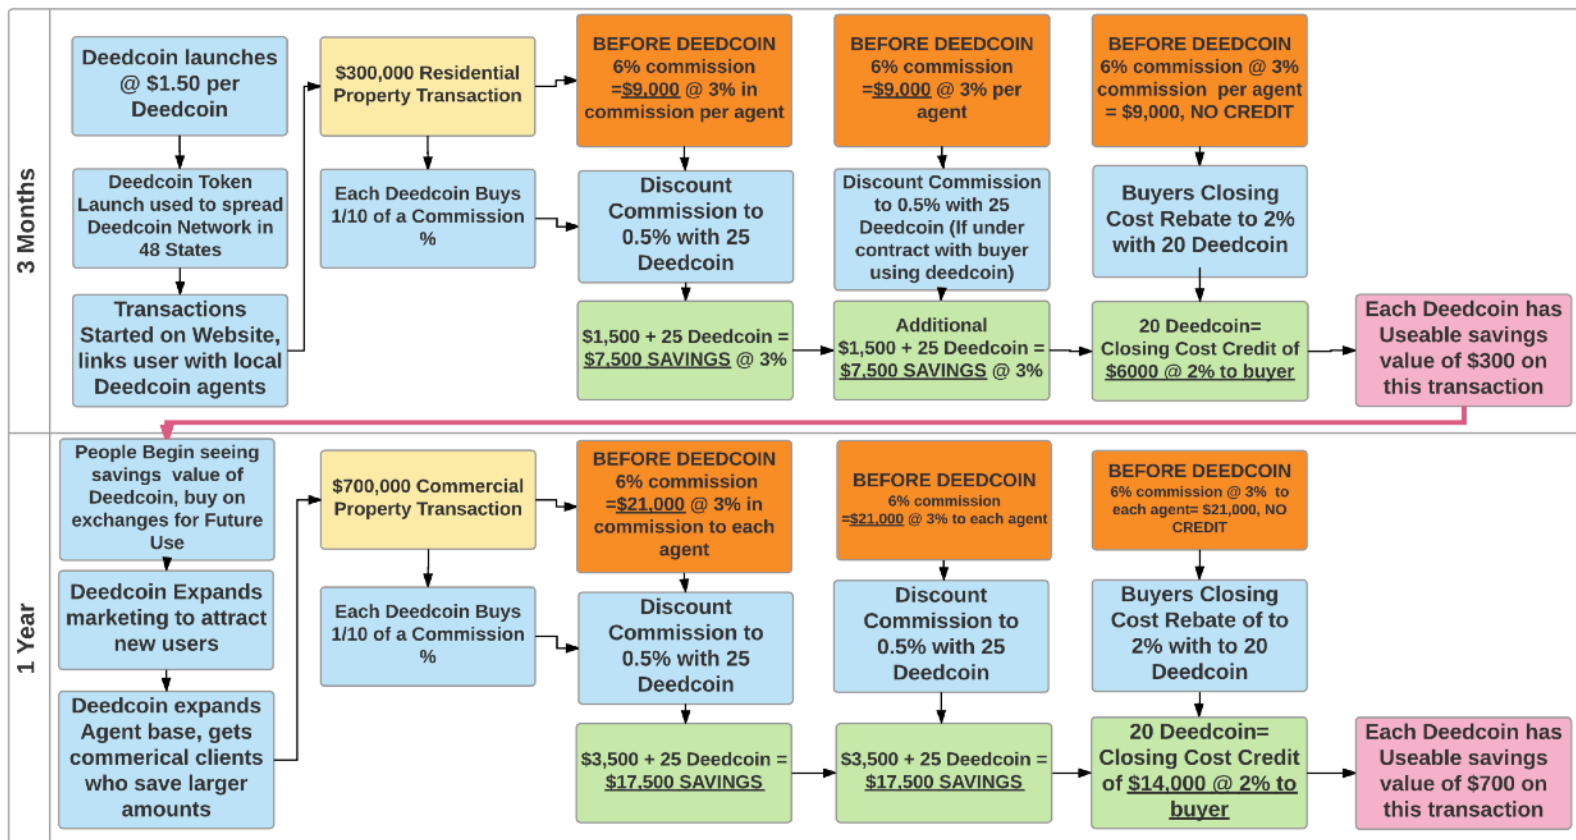 3 Months
Deedcoin launches
@ $1.50 per
Deedcoin
Deedcoin Token
Launch used to spread
Deedcoin Network in
48 States
Transactions
Started on Website,
links user with local
Deedcoin agents
$300,000 Residential
Property Transaction
Each Deedcoin Buys
1/10 of a Commission
%
BEFORE DEEDCOIN
6% commission
=$9,000 @ 3% in
commission per agent
Discount
Commission to
0.5% with 25
Deedcoin
$1,500 + 25 Deedcoin =
$7,500 SAVINGS @ 3%
BEFORE DEEDCOIN
6% commission
=$9,000 @ 3% per
agent
Discount Commission
to 0.5% with 25
Deedcoin (If under
contract with buyer
using deedcoin)
Additional
$1,500 + 25 Deedcoin =
$7,500 SAVINGS @ 3%
BEFORE DEEDCOIN
6% commission @ 3%
commission per agent
= $9,000, NO CREDIT
Buyers Closing
Cost Rebate to 2%
with 20 Deedcoin
20 Deedcoin=
Closing Cost Credit of
$6000 @ 2% to buyer
Each Deedcoin has
Useable savings
value of $300 on
this transaction
1 Year
People Begin seeing
savings value of
Deedcoin, buy on
exchanges for Future
Use
Deedcoin Expands
marketing to attract
new users
Deedcoin expands
Agent base, gets
commerical clients
who save larger
amounts
$700,000 Commercial
Property Transaction
Each Deedcoin Buys
1/10 of a Commission
%
BEFORE DEEDCOIN
6% commission
=$21,000 @ 3% in
commission to each
agent
Discount
Commission to
0.5% with 25
Deedcoin
$3,500 + 25 Deedcoin =
$17,500 SAVINGS
BEFORE DEEDCOIN
6% commission
=$21,000 @ 3% to each agent
Discount
Commission to
0.5% with 25
Deedcoin
$3,500 + 25 Deedcoin =
$17,500 SAVINGS
BEFORE DEEDCOIN
6% commission @ 3% to
each agent= $21,000, NO
CREDIT
Buyers Closing
Cost Rebate of to
2% with to 20
Deedcoin
20 Deedcoin=
Closing Cost Credit
of $14,000 @ 2% to
buyer
Each Deedcoin has
Useable savings
value of $700 on
this transaction